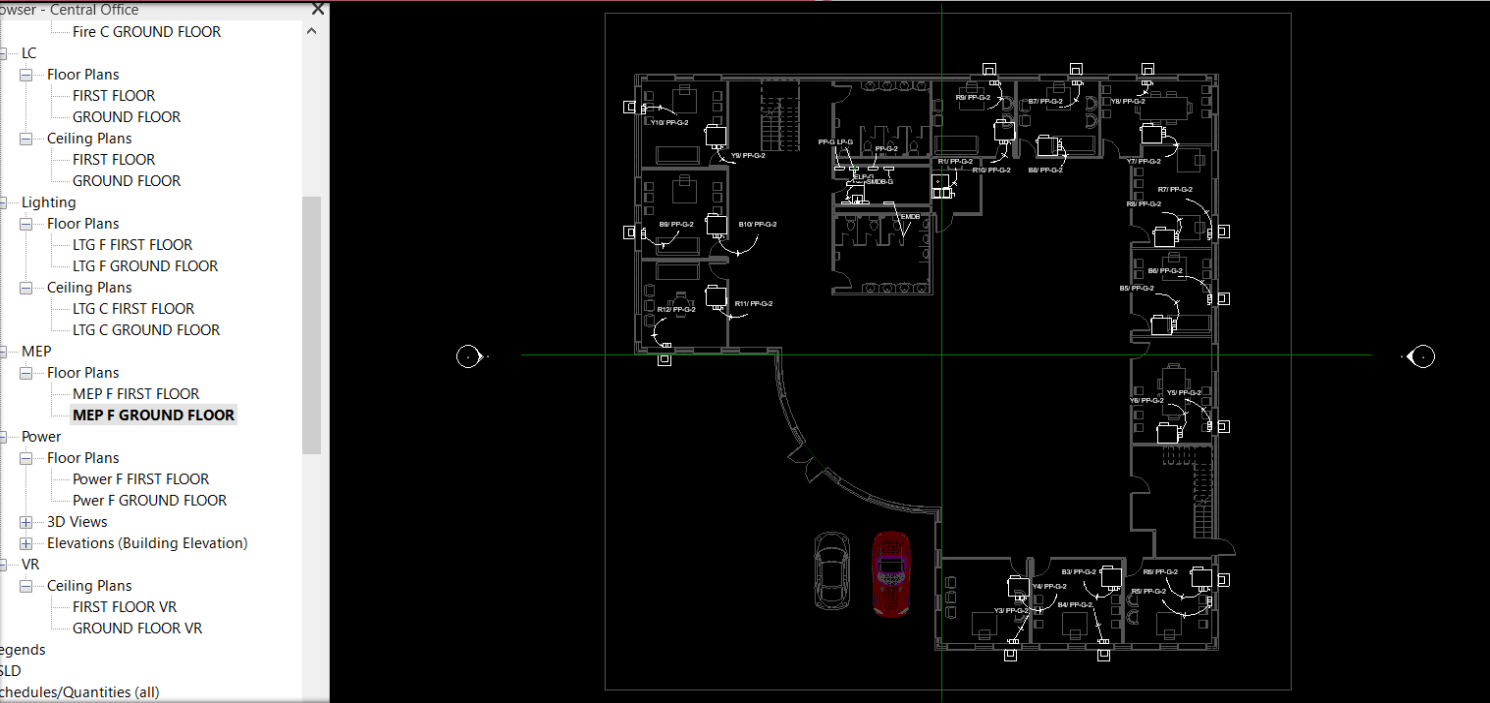 owser - Central Office
Fire C GROUND FLOOR
LC
Floor Plans
FIRST FLOOR
GROUND FLOOR
Ceiling Plans
FIRST FLOOR
GROUND FLOOR
Lighting
Floor Plans
LTG F FIRST FLOOR
LTG F GROUND FLOOR
Ceiling Plans
LTG C FIRST FLOOR
LTG C GROUND FLOOR
MEP
Floor Plans
MEP F FIRST FLOOR
MEP F GROUND FLOOR
Power
Floor Plans
Power F FIRST FLOOR
Pwer F GROUND FLOOR
3D Views
Elevations (Building Elevation)
VR
Ceiling Plans
FIRST FLOOR VR
GROUND FLOOR VR
egends
SLD
chedules/Quantities (all)
R9/ PP-G-2
B7/ PP-G-2
Y8/ PP-G-2
Y10/ PP-G-2
PP-G LP-G
PP-G-2
Y9/ PP-G-2
R1/ PP-G-2
Y7/ PP-G-2
R10/ PP-G-2
B8/ PP-G-2
SMDB-G
R7/ PP-G-2
R8/ PP-G-2
EMDB
B9/ PP-G-2
B10/ PP-G-2
B6/ PP-G-2
B5/ PP-G-2
R11/ PP-G-2
R12/ PP-G-2
Y5/ PP-G-2
Y6/ PP-G-2
B3/ PP-G-2
R6/ PP-G-2
Y4/ PP-G-2
R5/ PP-G-2
B4/ PP-G-2
Y3/ PP-G-2